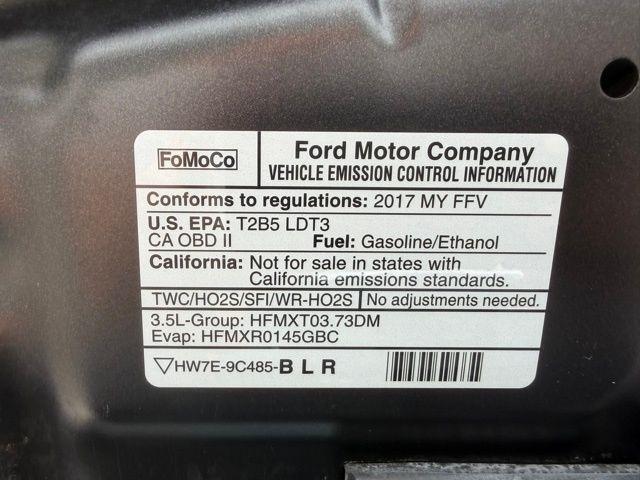 FoMoCo
Ford Motor Company
VEHICLE EMISSION CONTROL INFORMATION
Conforms to regulations: 2017 MY FFV
U.S. EPA: T2B5 LDT3
CA OBD II Fuel: Gasoline/Ethanol
California: Not for sale in states with
California emissions standards.
TWC/HO2S/SFI/WR-HO2S No adjustments needed.
3.5L-Group: HFMXT03.73DM
Evap: HFMXR0145GBC
HW7E-9C485-B L R